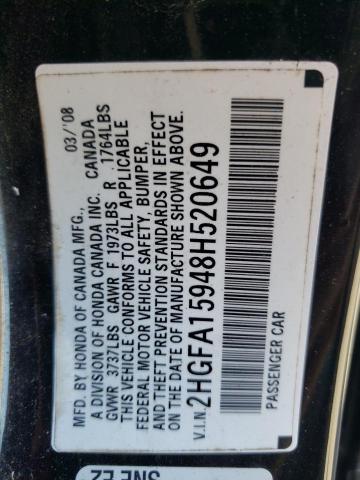 MFD. BY HONDA OF CANADA MFG., 03/'08
A DIVISION OF HONDA CANADA INC. CANADA
GVWR 3737LBS GAWR F 1973LBS R 1764LBS
THIS VEHICLE CONFORMS TO ALL APPLICABLE
FEDERAL MOTOR VEHICLE SAFETY, BUMPER,
AND THEFT PREVENTION STANDARDS IN EFFECT
ON THE DATE OF MANUFACTURE SHOWN ABOVE.
V.I.N. 2HGFA15948H520649
PASSENGER CAR